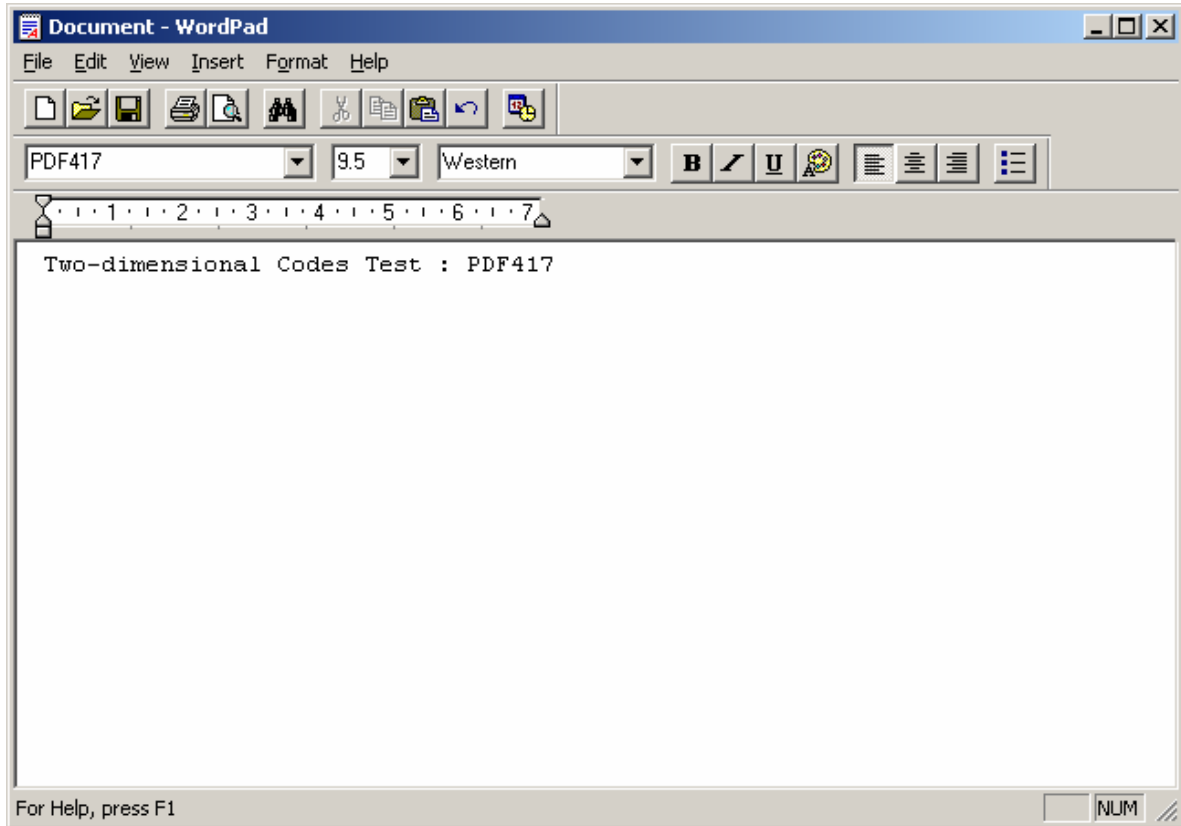 Document - WordPad
File Edit View Insert Format Help
PDF417 9.5 Western B I U
1 2 3 4 5 6 7
Two-dimensional Codes Test : PDF417
For Help, press F1 NUM